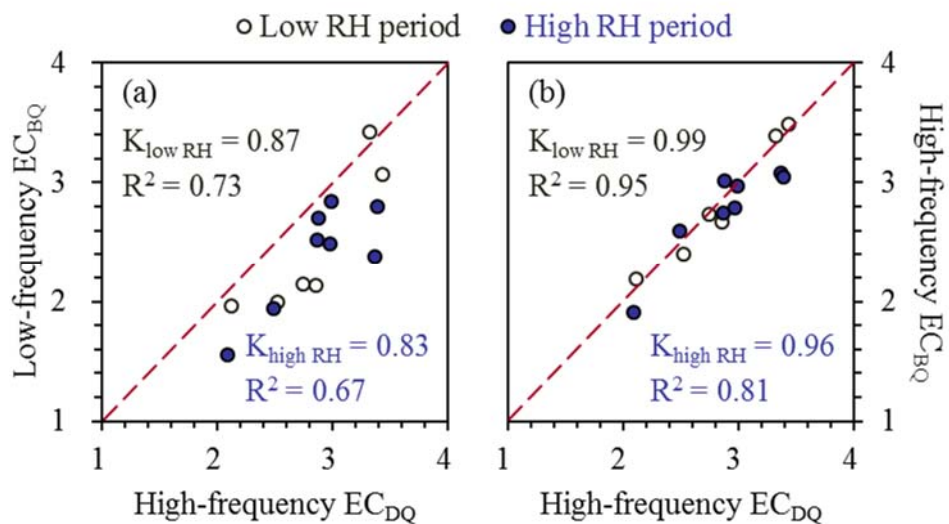 Low RH period High RH period
(a)
K_low RH = 0.87
R² = 0.73
K_high RH = 0.83
R² = 0.67
4
3
2
1
1 2 3 4
Low-frequency EC_BQ
High-frequency EC_DQ
(b)
K_low RH = 0.99
R² = 0.95
K_high RH = 0.96
R² = 0.81
4
3
2
1
1 2 3 4
High-frequency EC_BQ
High-frequency EC_DQ